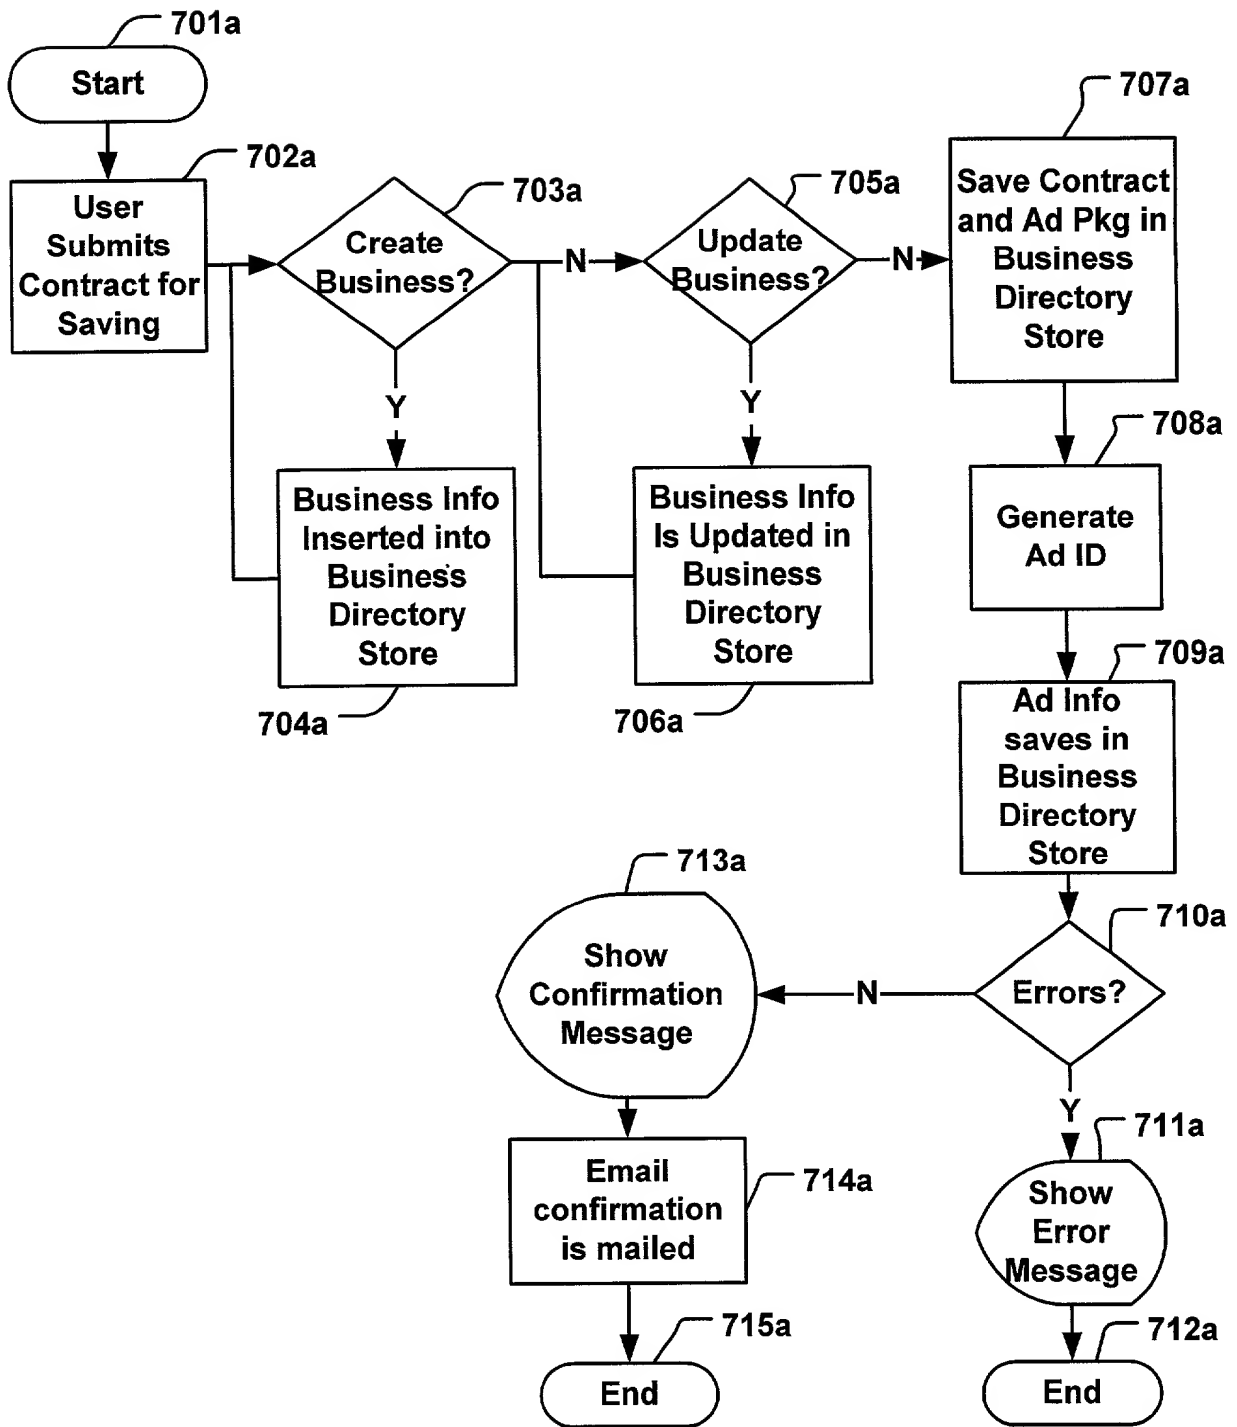 701a
Start
702a
User
Submits
Contract for
Saving
703a
Create
Business?
N
Y
Business Info
Inserted into
Business
Directory
Store
704a
705a
Update
Business?
N
Y
Business Info
Is Updated in
Business
Directory
Store
706a
707a
Save Contract
and Ad Pkg in
Business
Directory
Store
708a
Generate
Ad ID
709a
Ad Info
saves in
Business
Directory
Store
710a
Errors?
N
Y
711a
Show
Error
Message
712a
End
713a
Show
Confirmation
Message
714a
Email
confirmation
is mailed
715a
End